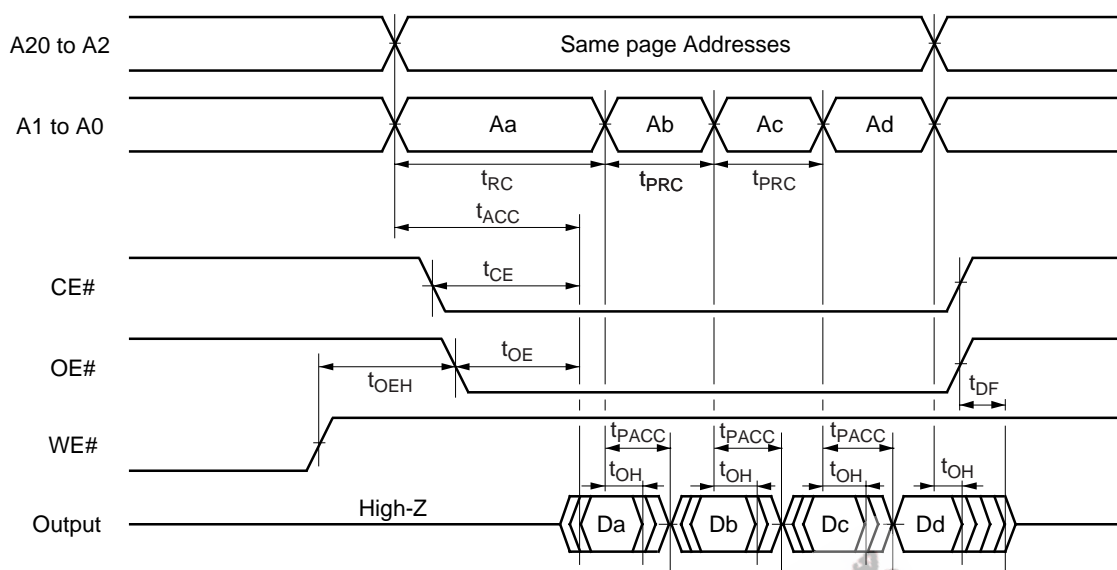 A20 to A2
Same page Addresses
A1 to A0
Aa
Ab
Ac
Ad
tRC
tPRC
tPRC
tACC
CE#
tCE
OE#
tOE
tOEH
tDF
WE#
tPACC
tPACC
tPACC
tOH
tOH
tOH
tOH
Output
High-Z
Da
Db
Dc
Dd